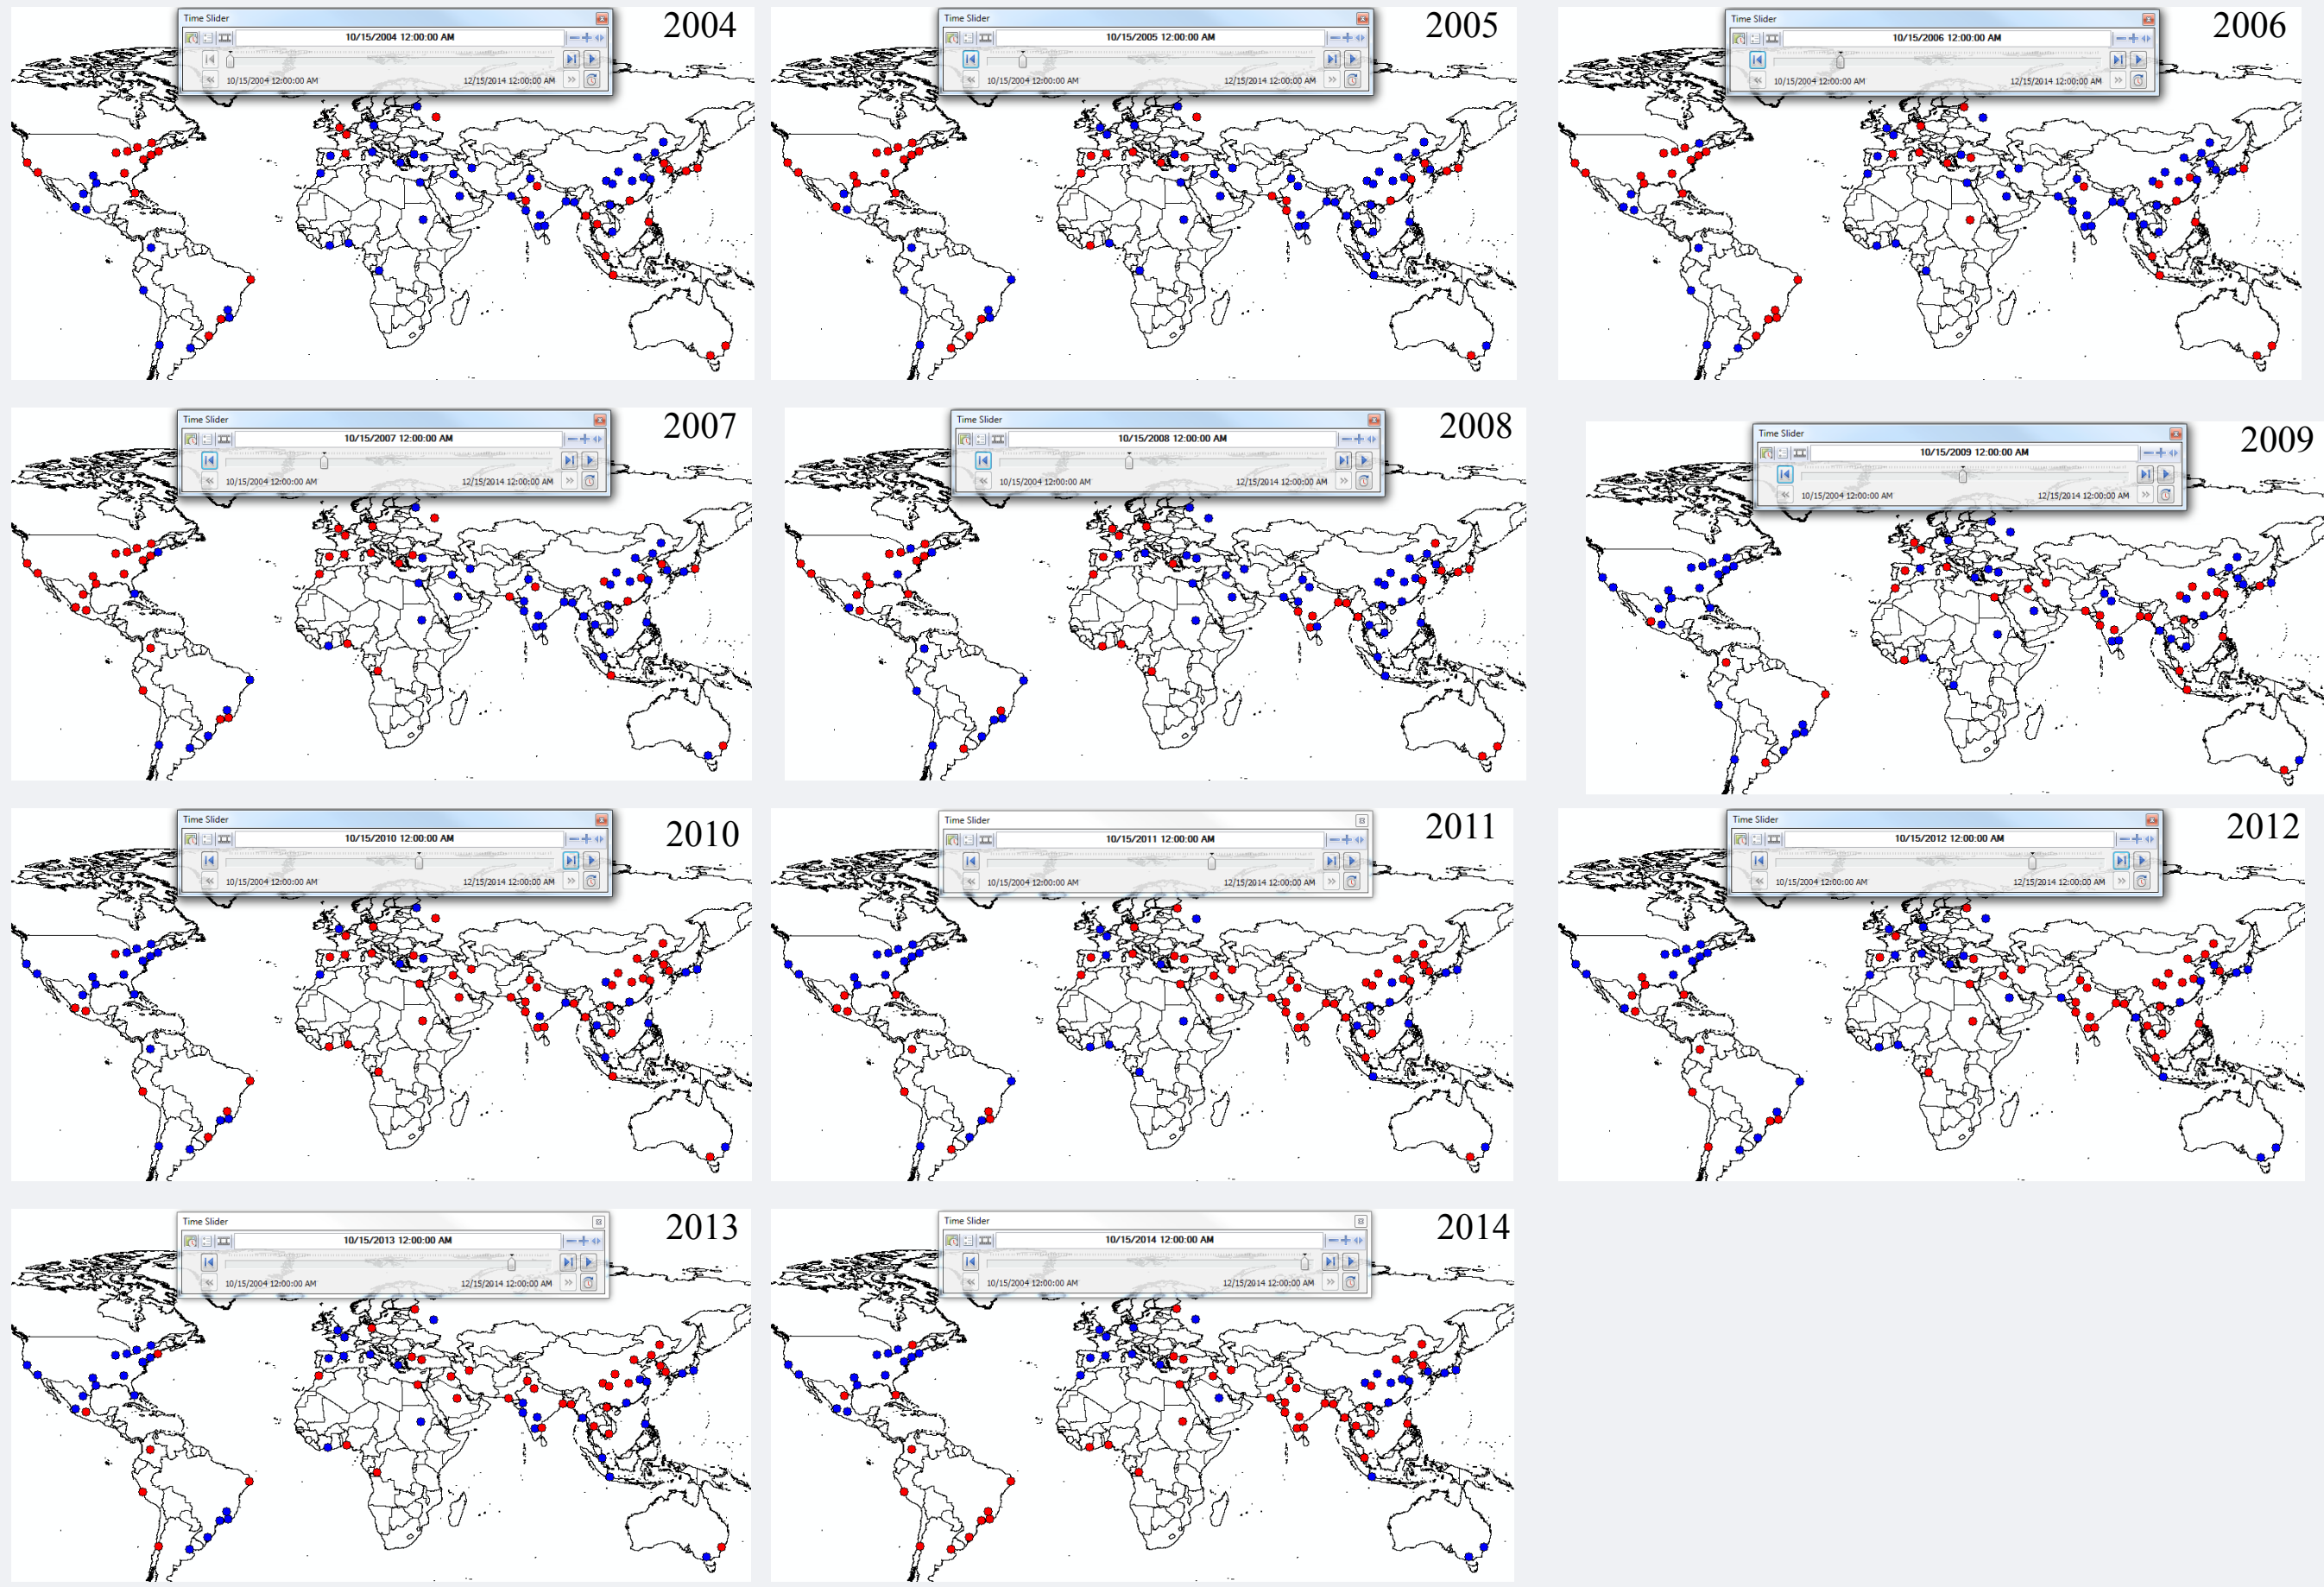 Time Slider
2004
10/15/2004 12:00:00 AM
10/15/2004 12:00:00 AM
12/15/2014 12:00:00 AM
Time Slider
2005
10/15/2005 12:00:00 AM
10/15/2004 12:00:00 AM
12/15/2014 12:00:00 AM
Time Slider
2006
10/15/2006 12:00:00 AM
10/15/2004 12:00:00 AM
12/15/2014 12:00:00 AM
Time Slider
2007
10/15/2007 12:00:00 AM
10/15/2004 12:00:00 AM
12/15/2014 12:00:00 AM
Time Slider
2008
10/15/2008 12:00:00 AM
10/15/2004 12:00:00 AM
12/15/2014 12:00:00 AM
Time Slider
2009
10/15/2009 12:00:00 AM
10/15/2004 12:00:00 AM
12/15/2014 12:00:00 AM
Time Slider
2010
10/15/2010 12:00:00 AM
10/15/2004 12:00:00 AM
12/15/2014 12:00:00 AM
Time Slider
2011
10/15/2011 12:00:00 AM
10/15/2004 12:00:00 AM
12/15/2014 12:00:00 AM
Time Slider
2012
10/15/2012 12:00:00 AM
10/15/2004 12:00:00 AM
12/15/2014 12:00:00 AM
Time Slider
2013
10/15/2013 12:00:00 AM
10/15/2004 12:00:00 AM
12/15/2014 12:00:00 AM
Time Slider
2014
10/15/2014 12:00:00 AM
10/15/2004 12:00:00 AM
12/15/2014 12:00:00 AM